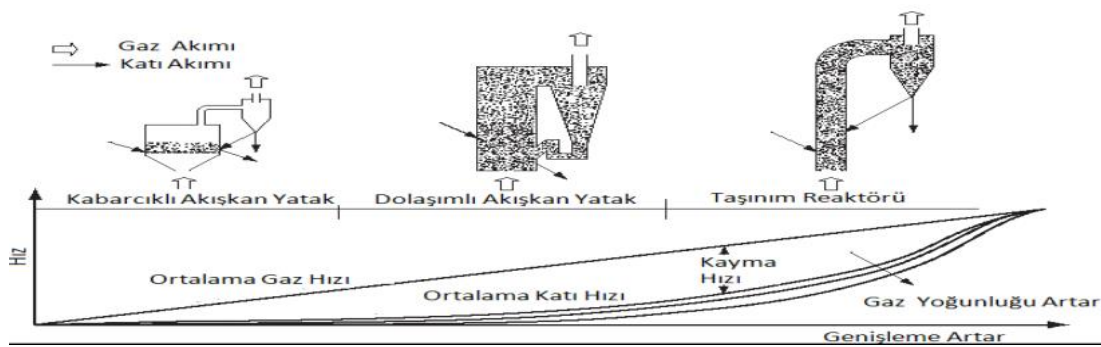 Gaz Akımı
Katı Akımı
Kabarcıklı Akışkan Yatak
Dolaşımlı Akışkan Yatak
Taşınım Reaktörü
Hız
Ortalama Gaz Hızı
Kayma
Hızı
Ortalama Katı Hızı
Gaz Yoğunluğu Artar
Genişleme Artar